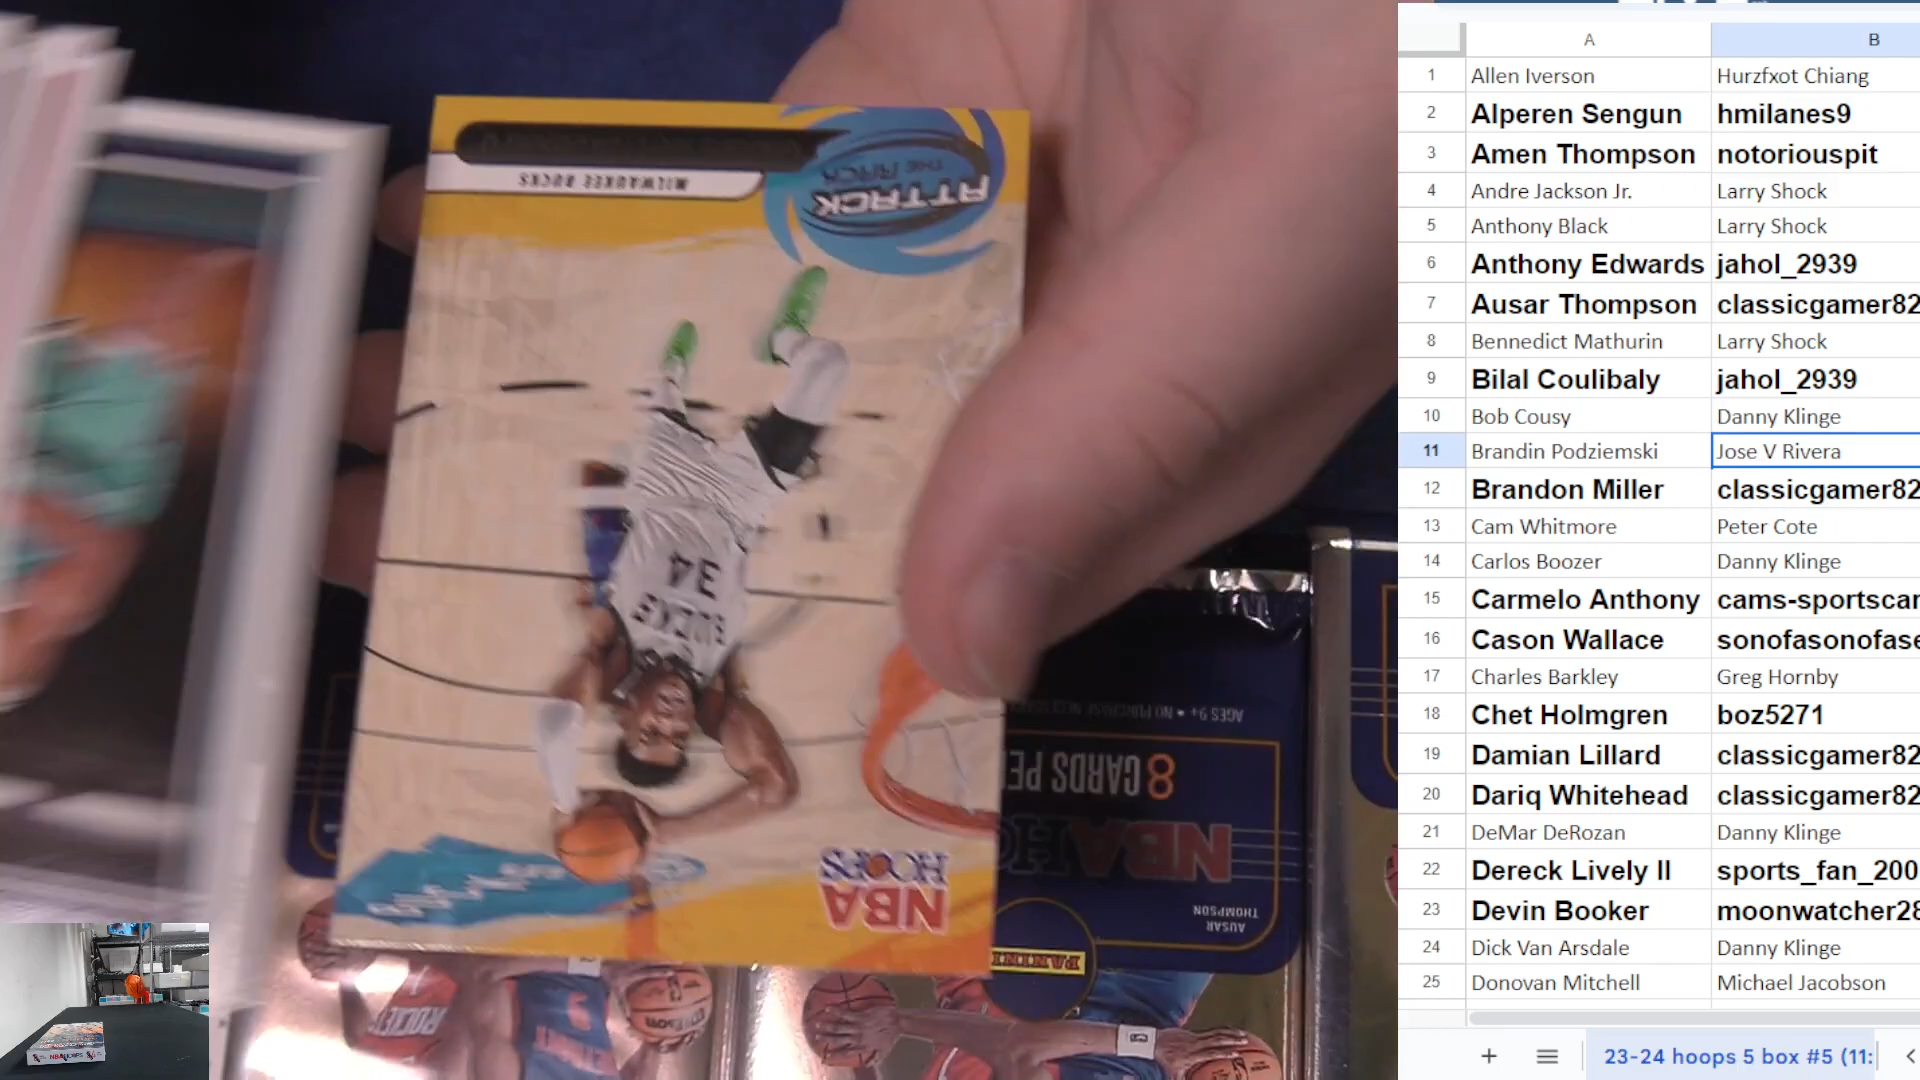 MILWAUKEE BUCKS
ATTACK
THE RACK
34
BUCKS
NBA
HOOPS
AGES 9+ • NO PURCHASE NECESSARY
8 CARDS PE
NBA HO
AUSAR
THOMPSON
PANINI
ROCKETS
NBA HOOPS
A B
1 Allen Iverson Hurzfxot Chiang
2 Alperen Sengun hmilanes9
3 Amen Thompson notoriouspit
4 Andre Jackson Jr. Larry Shock
5 Anthony Black Larry Shock
6 Anthony Edwards jahol_2939
7 Ausar Thompson classicgamer82
8 Bennedict Mathurin Larry Shock
9 Bilal Coulibaly jahol_2939
10 Bob Cousy Danny Klinge
11 Brandin Podziemski Jose V Rivera
12 Brandon Miller classicgamer82
13 Cam Whitmore Peter Cote
14 Carlos Boozer Danny Klinge
15 Carmelo Anthony cams-sportscar
16 Cason Wallace sonofasonofase
17 Charles Barkley Greg Hornby
18 Chet Holmgren boz5271
19 Damian Lillard classicgamer82
20 Dariq Whitehead classicgamer82
21 DeMar DeRozan Danny Klinge
22 Dereck Lively II sports_fan_200
23 Devin Booker moonwatcher28
24 Dick Van Arsdale Danny Klinge
25 Donovan Mitchell Michael Jacobson
23-24 hoops 5 box #5 (11: